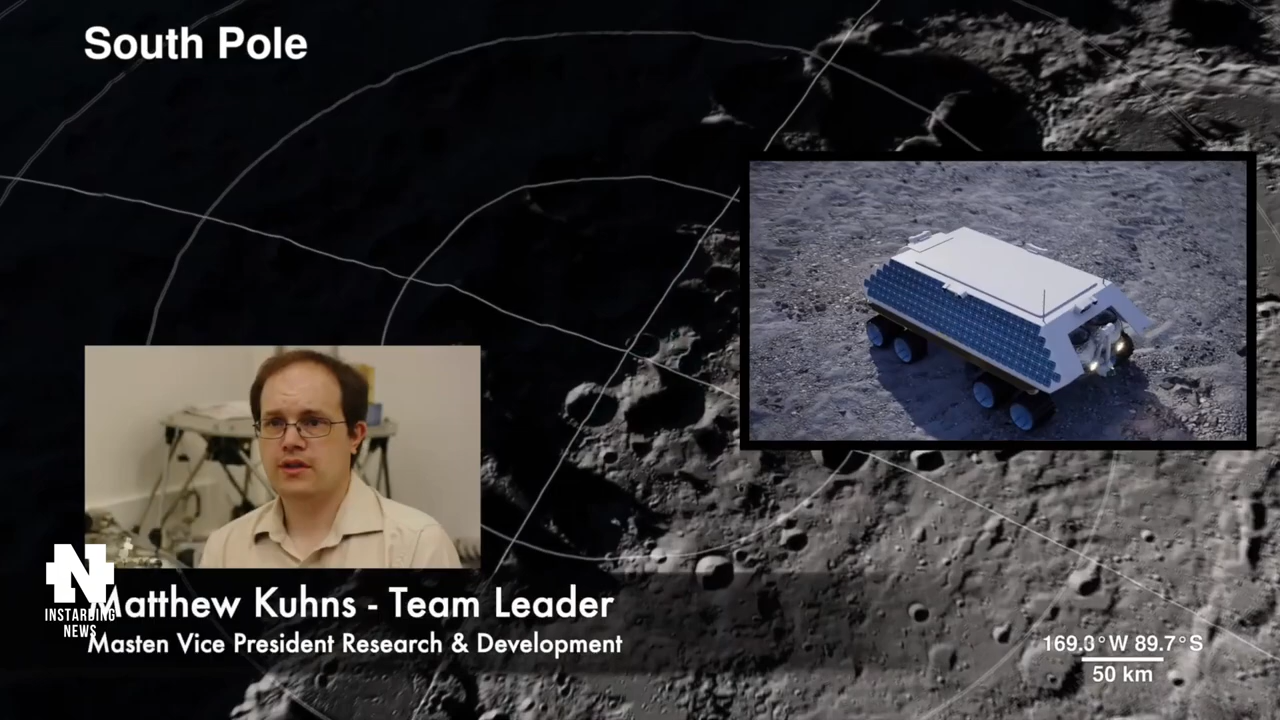 South Pole
Matthew Kuhns - Team Leader
Masten Vice President Research & Development
N
INSTARDING
NEWS
169.0°W 89.7°S
50 km